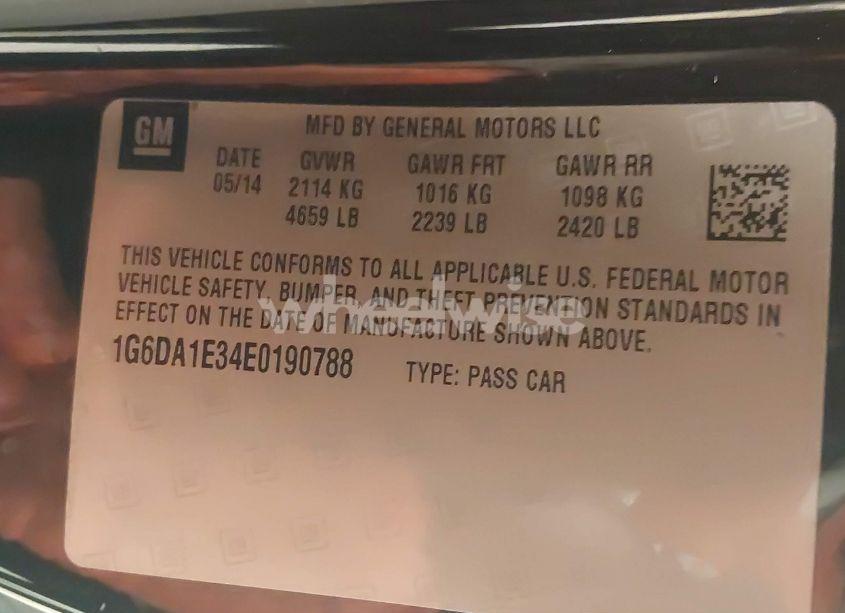 GM
MFD BY GENERAL MOTORS LLC
DATE GVWR GAWR FRT GAWR RR
05/14 2114 KG 1016 KG 1098 KG
4659 LB 2239 LB 2420 LB
THIS VEHICLE CONFORMS TO ALL APPLICABLE U.S. FEDERAL MOTOR
VEHICLE SAFETY, BUMPER, AND THEFT PREVENTION STANDARDS IN
EFFECT ON THE DATE OF MANUFACTURE SHOWN ABOVE.
1G6DA1E34E0190788 TYPE: PASS CAR
wheelwise